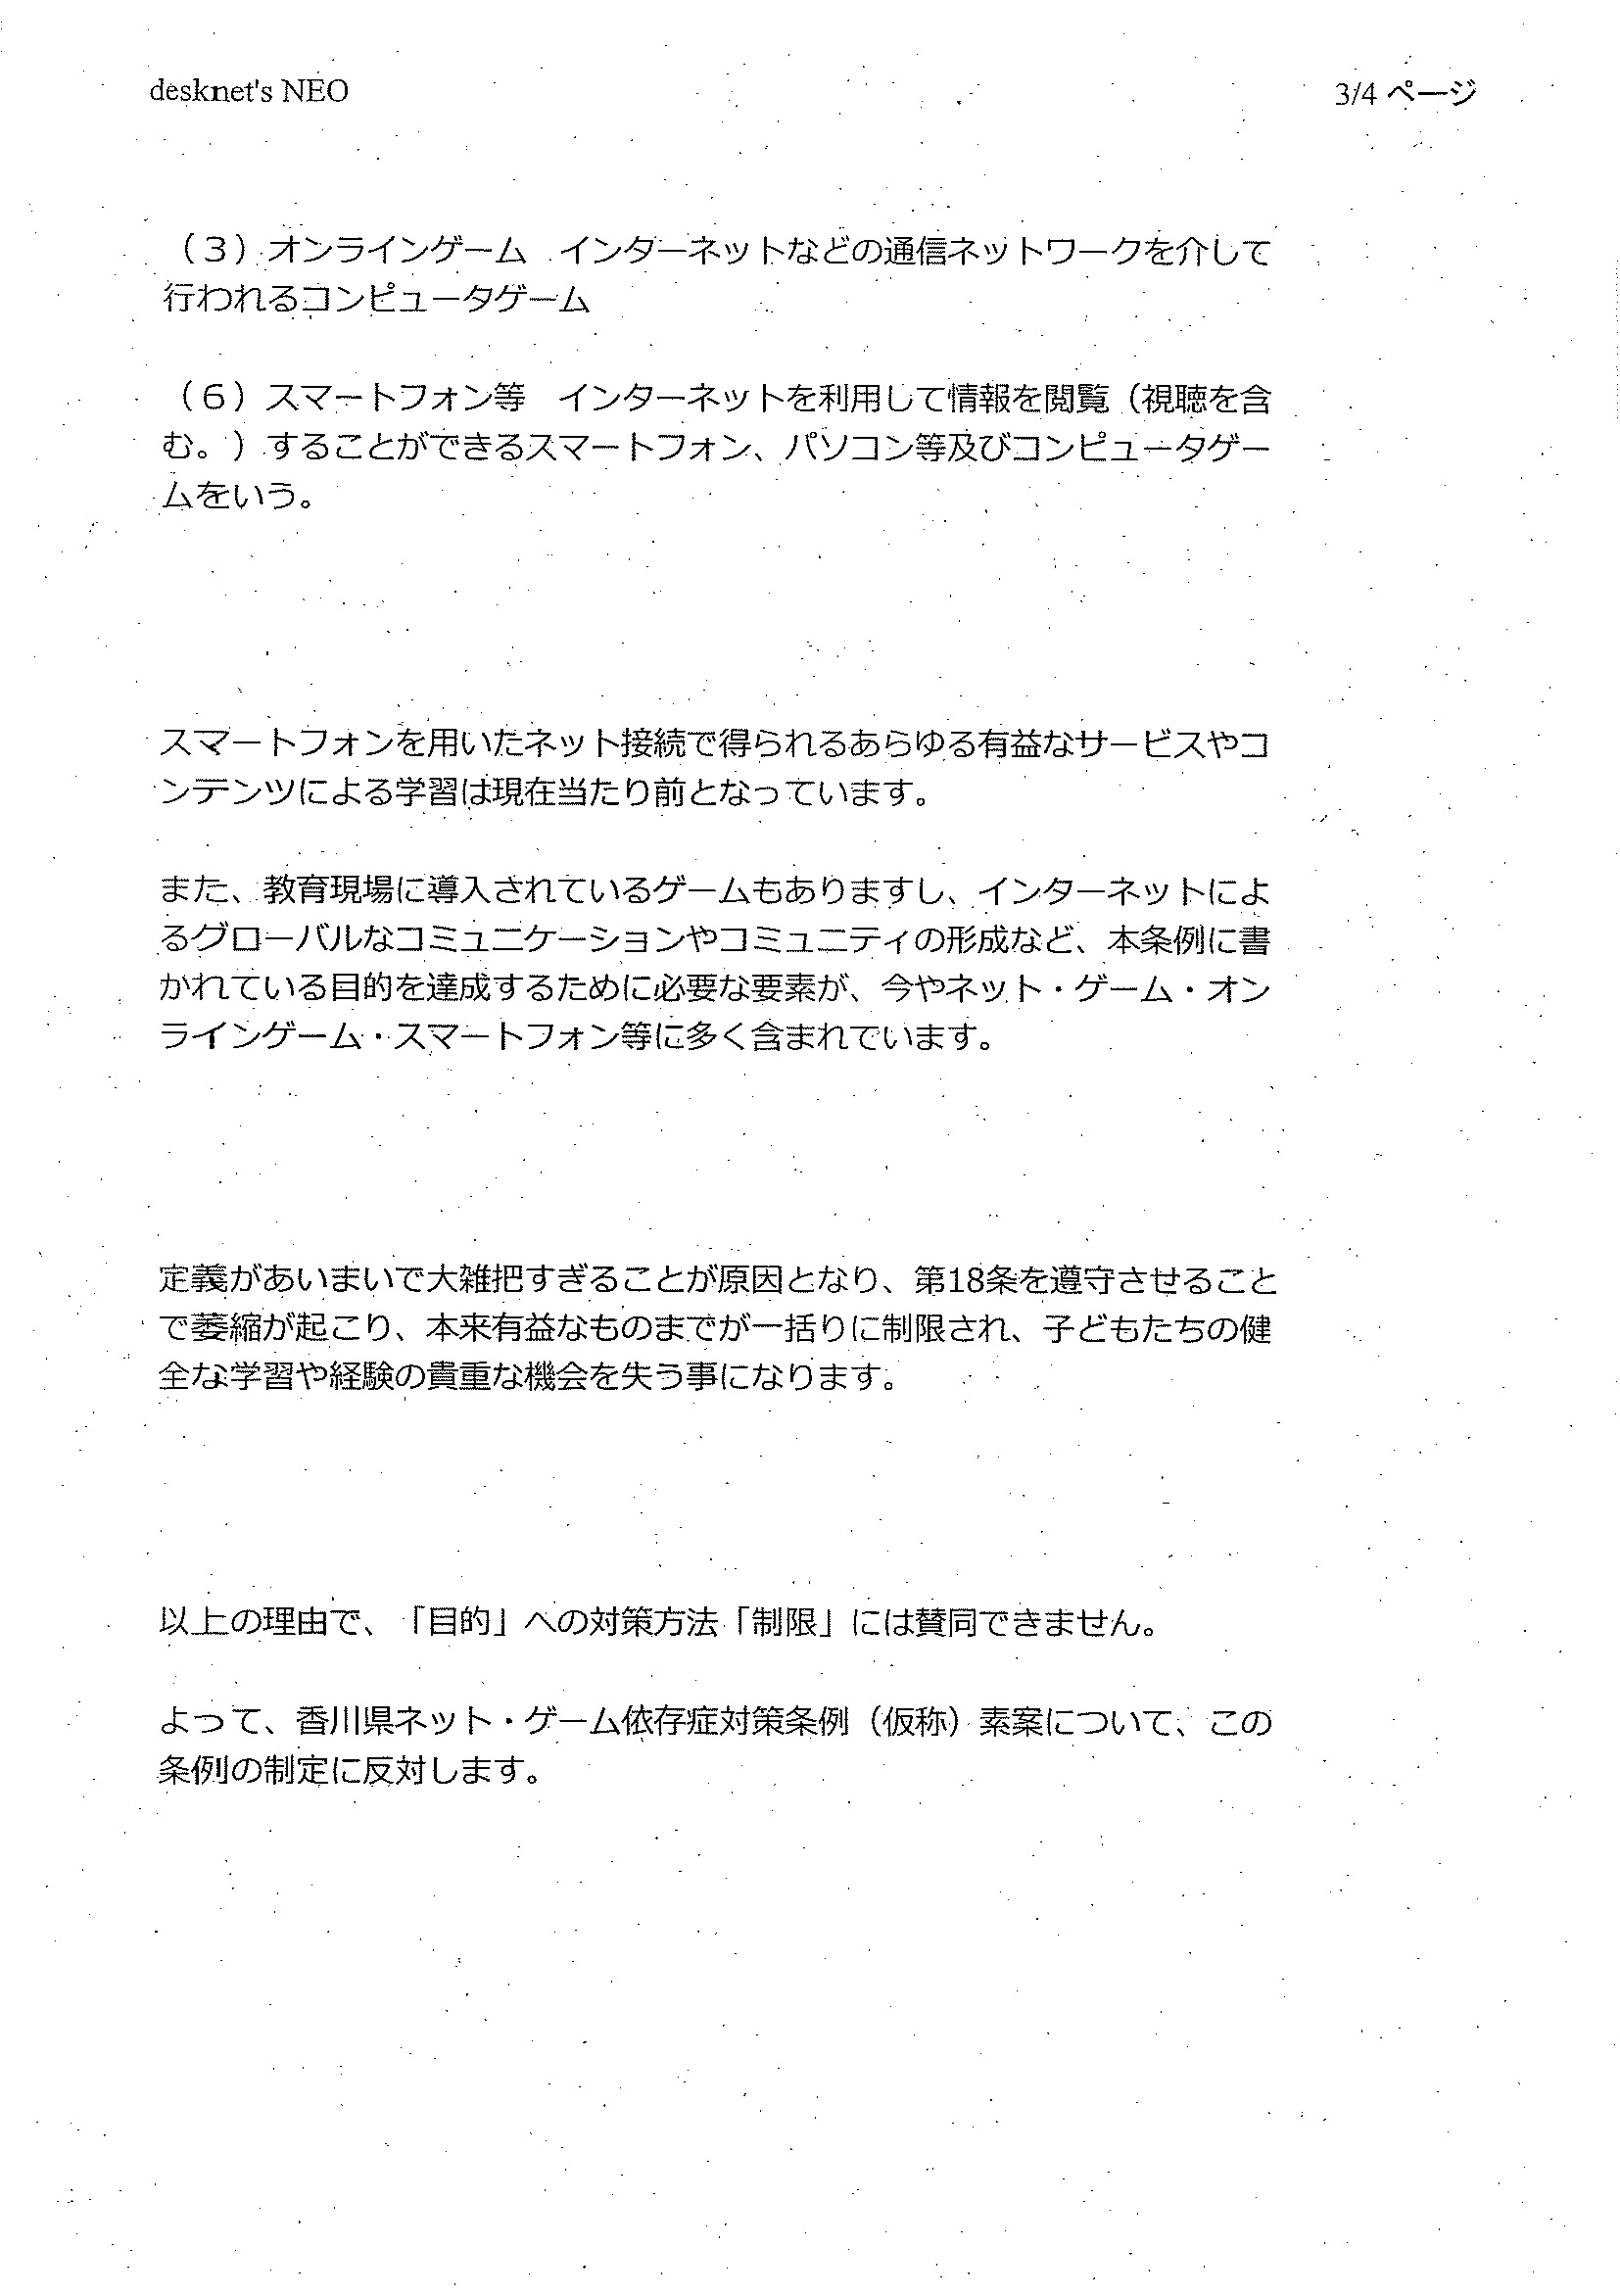 desknet's NEO
3/4 ページ
（３）オンラインゲーム　インターネットなどの通信ネットワークを介して
行われるコンピュータゲーム
（６）スマートフォン等　インターネットを利用して情報を閲覧（視聴を含
む。）することができるスマートフォン、パソコン等及びコンピュータゲー
ムをいう。
スマートフォンを用いたネット接続で得られるあらゆる有益なサービスやコ
ンテンツによる学習は現在当たり前となっています。
また、教育現場に導入されているゲームもありますし、インターネットによ
るグローバルなコミュニケーションやコミュニティの形成など、本条例に書
かれている目的を達成するために必要な要素が、今やネット・ゲーム・オン
ラインゲーム・スマートフォン等に多く含まれています。
定義があいまいで大雑把すぎることが原因となり、第18条を遵守させること
で萎縮が起こり、本来有益なものまでが一括りに制限され、子どもたちの健
全な学習や経験の貴重な機会を失う事になります。
以上の理由で、「目的」への対策方法「制限」には賛同できません。
よって、香川県ネット・ゲーム依存症対策条例（仮称）素案について、この
条例の制定に反対します。